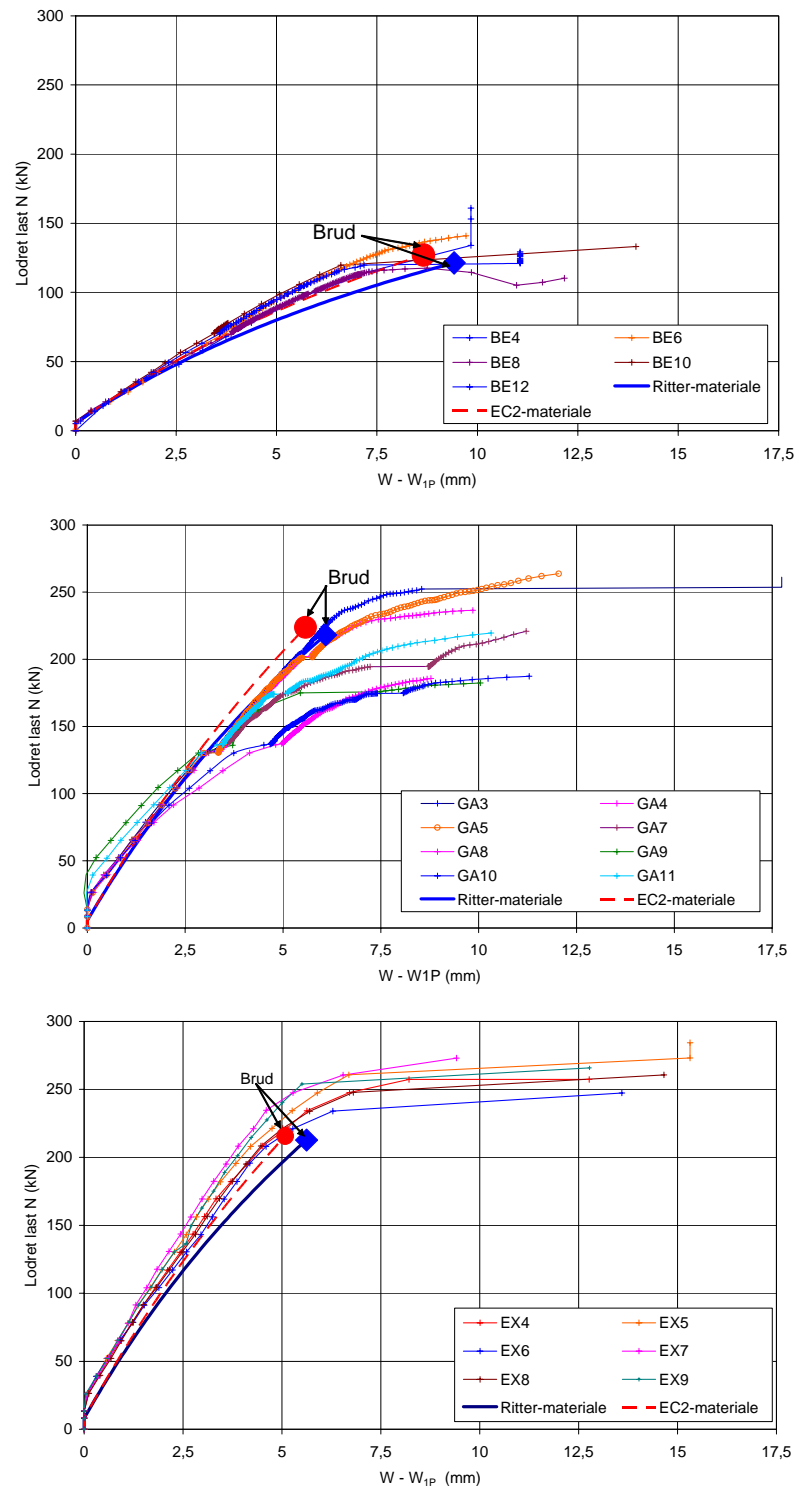 300
250
200
150
100
50
0
Lodret last N (kN)
Brud
BE4 BE6
BE8 BE10
BE12 Ritter-materiale
EC2-materiale
0 2,5 5 7,5 10 12,5 15 17,5
W - W1P (mm)
300
250
200
150
100
50
0
Lodret last N (kN)
Brud
GA3 GA4
GA5 GA7
GA8 GA9
GA10 GA11
Ritter-materiale EC2-materiale
0 2,5 5 7,5 10 12,5 15 17,5
W - W1P (mm)
300
250
200
150
100
50
0
Lodret last N (kN)
Brud
EX4 EX5
EX6 EX7
EX8 EX9
Ritter-materiale EC2-materiale
0 2,5 5 7,5 10 12,5 15 17,5
W - W1P (mm)